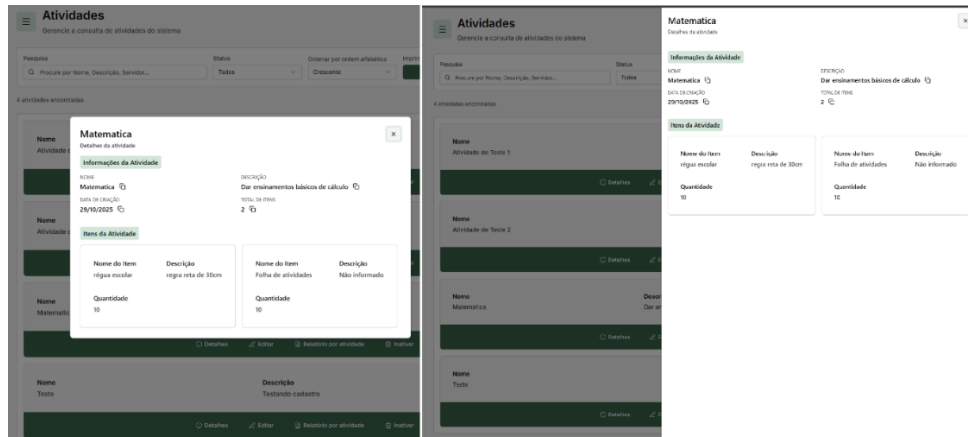 Atividades
Gerencie a consulta de atividades do sistema
Pesquisa
Status
Ordenar por ordem alfabética
Procure por Nome, Descrição, Servidor...
Todos
Crescente
4 atividades encontradas
Nome
Atividade
Nome
Atividade
Nome
Matematic
Matematica
Detalhes da atividade
Informações da Atividade
NOME
DESCRIÇÃO
Matematica
Dar ensinamentos básicos de cálculo
DATA DE CRIAÇÃO
TOTAL DE ITENS
29/10/2025
2
Itens da Atividade
Nome do Item
Descrição
Nome do Item
Descrição
régua escolar
regra reta de 30cm
Folha de atividades
Não informado
Quantidade
Quantidade
10
10
Detalhes
Editar
Relatório por atividade
Inativar
Nome
Descrição
Teste
Testando cadastro
Detalhes
Editar
Relatório por atividade
Inativar
Atividades
Gerencie a consulta de atividades do sistema
Pesquisa
Status
Procure por Nome, Descrição, Servidor...
Todos
4 atividades encontradas
Nome
Atividade de Teste 1
Detalhes
Nome
Atividade de Teste 2
Detalhes
Nome
Matematica
Dar en
Detalhes
Nome
Teste
Detalhes
Matematica
Detalhes da atividade
Informações da Atividade
NOME
DESCRIÇÃO
Matematica
Dar ensinamentos básicos de cálculo
DATA DE CRIAÇÃO
TOTAL DE ITENS
29/10/2025
2
Itens da Atividade
Nome do Item
Descrição
Nome do Item
Descrição
régua escolar
regra reta de 30cm
Folha de atividades
Não informado
Quantidade
Quantidade
10
10